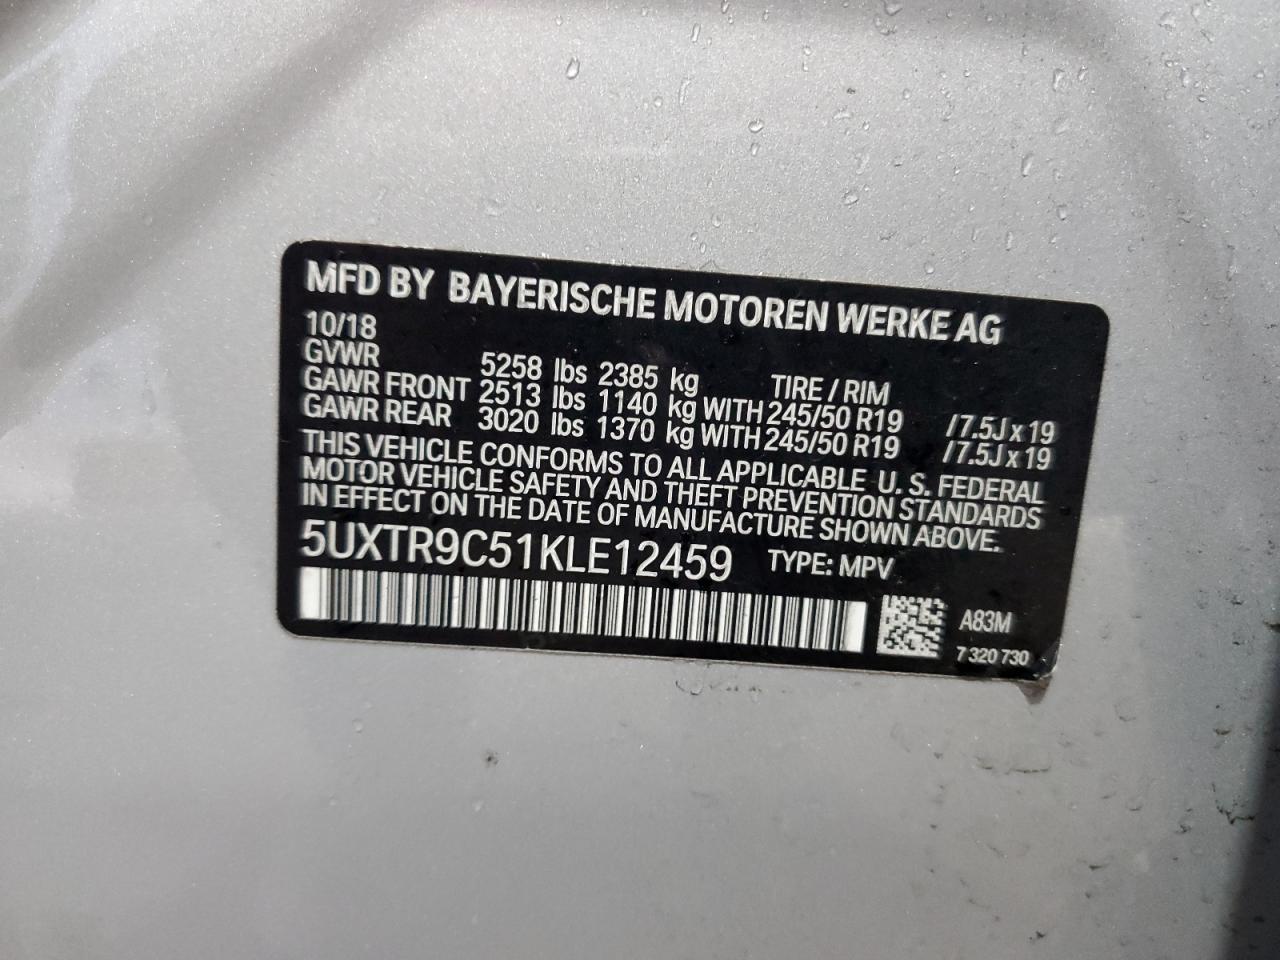 MFD BY BAYERISCHE MOTOREN WERKE AG
10/18
GVWR 5258 lbs 2385 kg TIRE / RIM
GAWR FRONT 2513 lbs 1140 kg WITH 245/50 R19 / 7.5J x 19
GAWR REAR 3020 lbs 1370 kg WITH 245/50 R19 / 7.5J x 19
THIS VEHICLE CONFORMS TO ALL APPLICABLE U. S. FEDERAL
MOTOR VEHICLE SAFETY AND THEFT PREVENTION STANDARDS
IN EFFECT ON THE DATE OF MANUFACTURE SHOWN ABOVE.
5UXTR9C51KLE12459 TYPE: MPV
A83M
7 320 730